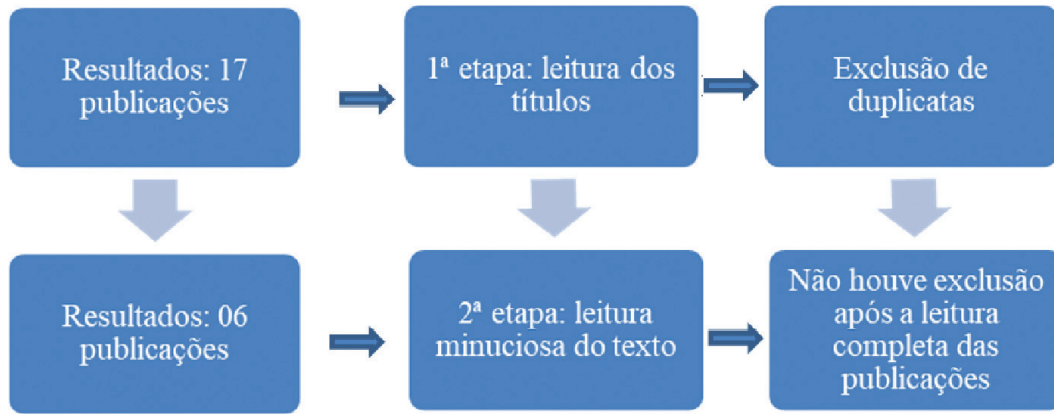 Resultados: 17
publicações
1ª etapa: leitura dos
títulos
Exclusão de
duplicatas
Resultados: 06
publicações
2ª etapa: leitura
minuciosa do texto
Não houve exclusão
após a leitura
completa das
publicações